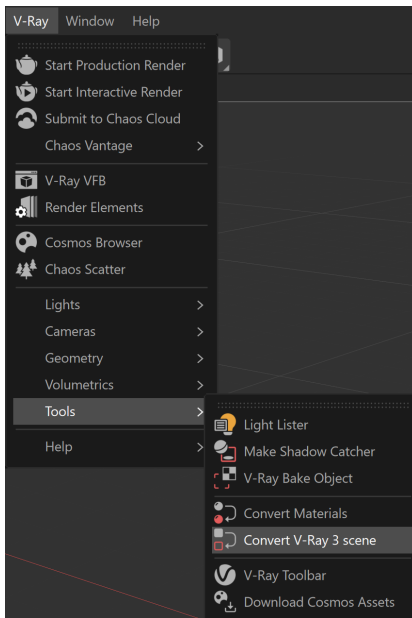 V-Ray Window Help
Start Production Render
Start Interactive Render
Submit to Chaos Cloud
Chaos Vantage
V-Ray VFB
Render Elements
Cosmos Browser
Chaos Scatter
Lights
Cameras
Geometry
Volumetrics
Tools
Help
Light Lister
Make Shadow Catcher
V-Ray Bake Object
Convert Materials
Convert V-Ray 3 scene
V-Ray Toolbar
Download Cosmos Assets